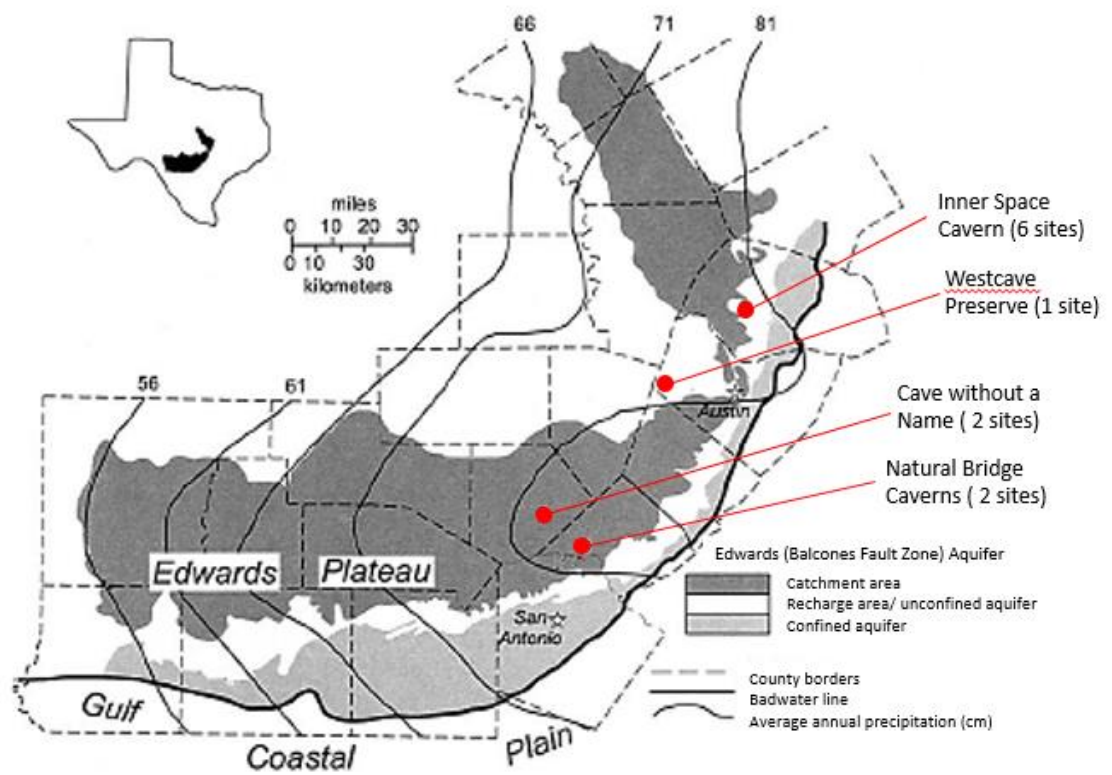 66
71
81
miles
0 10 20 30
0 10 30
kilometers
Inner Space
Cavern (6 sites)
Westcave
Preserve (1 site)
56
61
Austin
Cave without a
Name ( 2 sites)
Natural Bridge
Caverns ( 2 sites)
Edwards Plateau
San
Antonio
Edwards (Balcones Fault Zone) Aquifer
Catchment area
Recharge area/ unconfined aquifer
Confined aquifer
County borders
Badwater line
Average annual precipitation (cm)
Gulf
Coastal
Plain